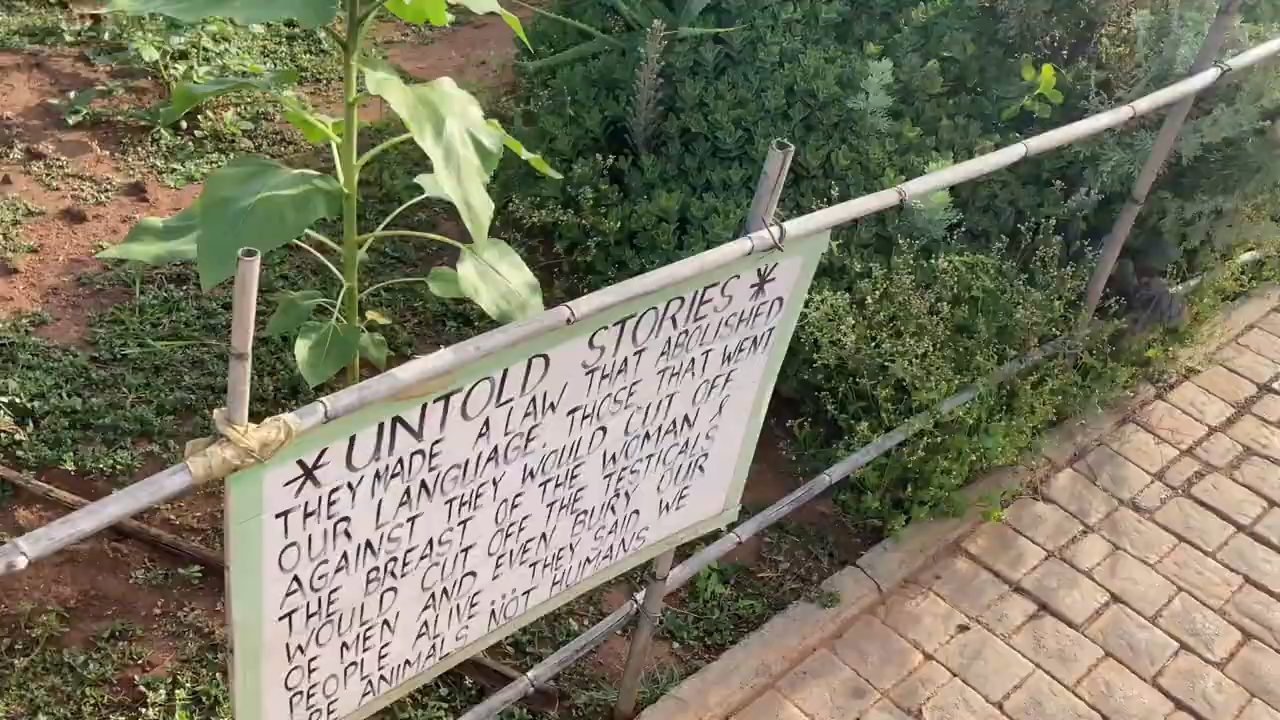 * UNTOLD STORIES *
THEY MADE A LAW THAT ABOLISHED
OUR LANGUAGE. THOSE THAT WENT
AGAINST THEY WOULD CUT OFF
THE BREAST OF THE WOMAN &
WOULD CUT OFF THE TESTICALS
OF MEN AND EVEN BURY OUR
PEOPLE ALIVE THEY SAID WE
RE ANIMALS NOT HUMANS